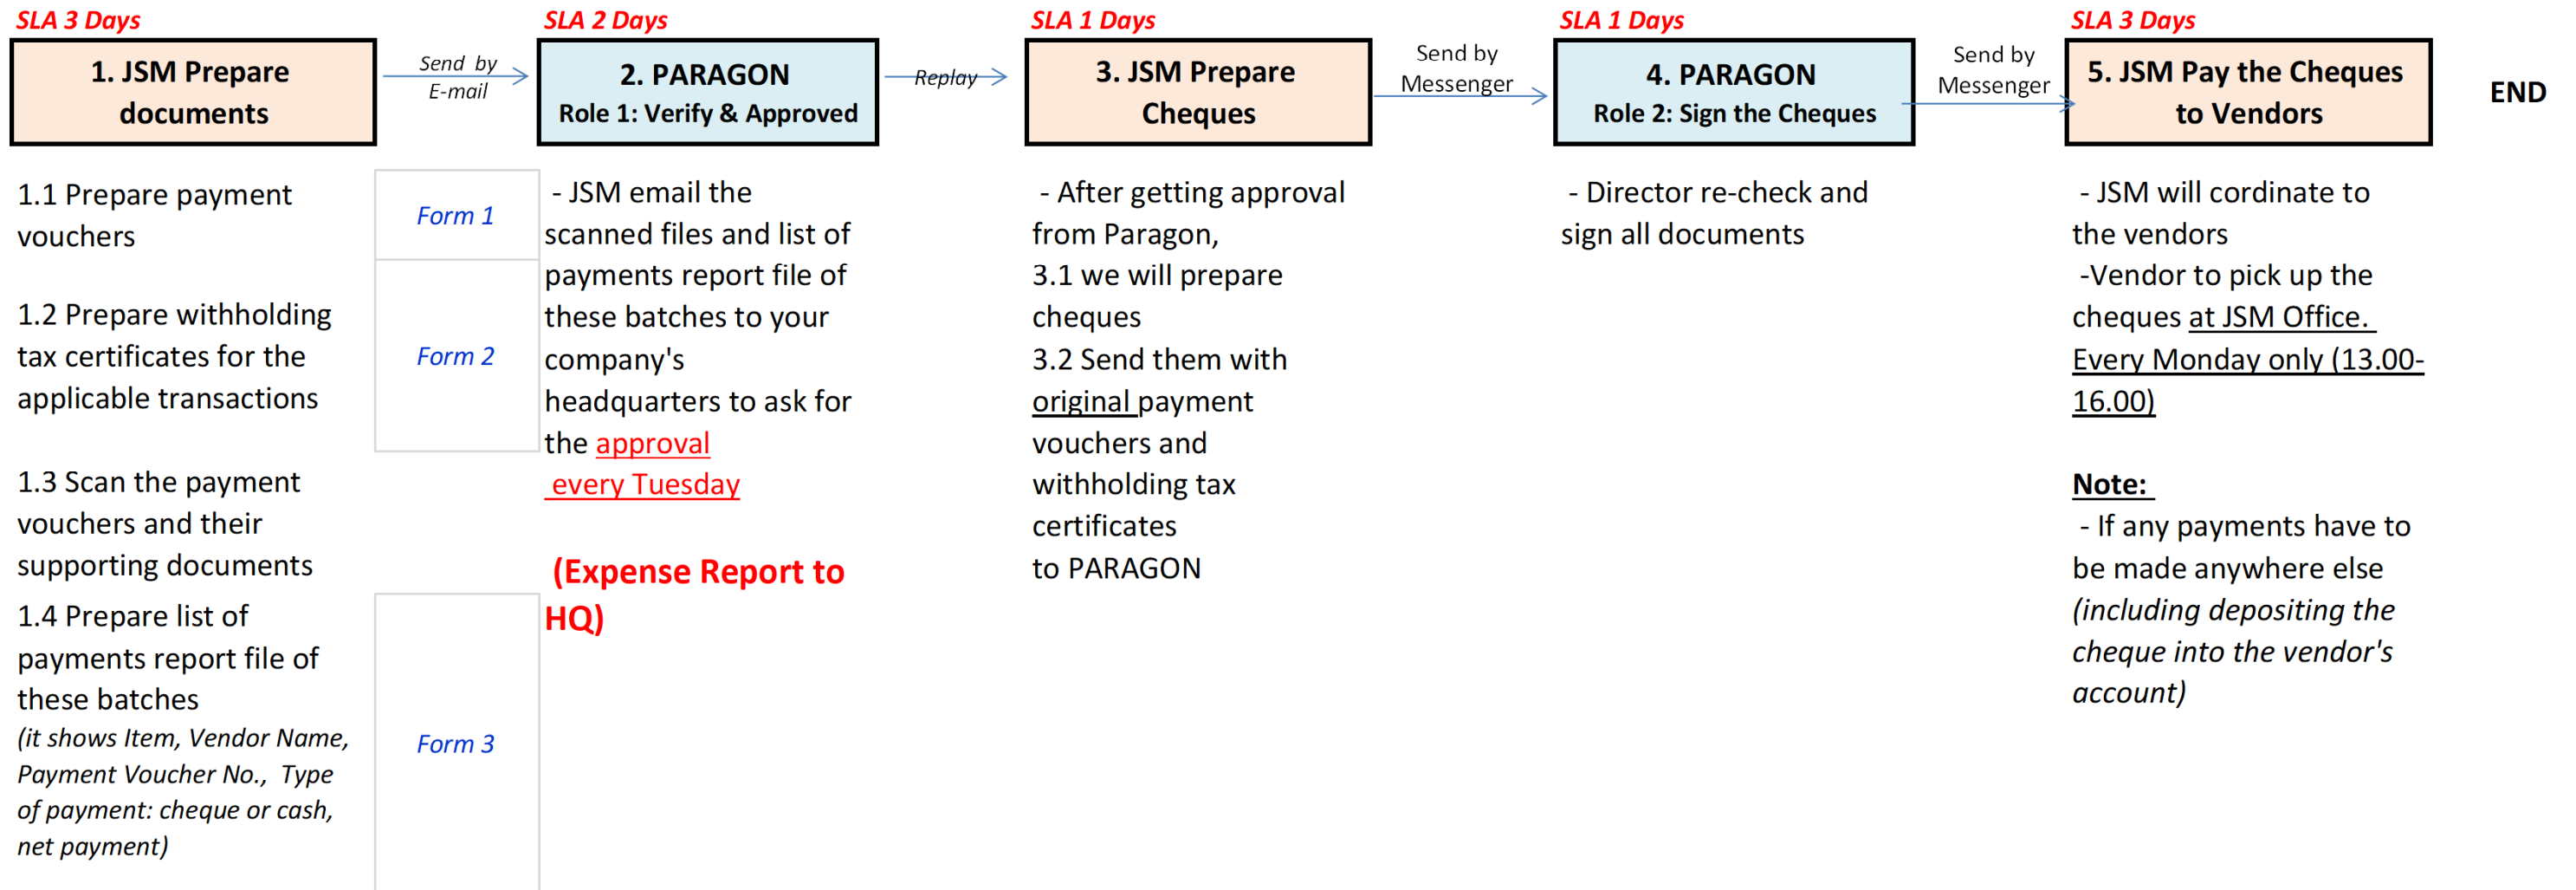 SLA 3 Days
1. JSM Prepare
documents
Send by
E-mail
SLA 2 Days
2. PARAGON
Role 1: Verify & Approved
Replay
SLA 1 Days
3. JSM Prepare
Cheques
Send by
Messenger
SLA 1 Days
4. PARAGON
Role 2: Sign the Cheques
Send by
Messenger
SLA 3 Days
5. JSM Pay the Cheques
to Vendors
END
1.1 Prepare payment
vouchers
Form 1
1.2 Prepare withholding
tax certificates for the
applicable transactions
Form 2
1.3 Scan the payment
vouchers and their
supporting documents
1.4 Prepare list of
payments report file of
these batches
(it shows Item, Vendor Name,
Payment Voucher No., Type
of payment: cheque or cash,
net payment)
Form 3
- JSM email the
scanned files and list of
payments report file of
these batches to your
company's
headquarters to ask for
the approval
every Tuesday
(Expense Report to
HQ)
- After getting approval
from Paragon,
3.1 we will prepare
cheques
3.2 Send them with
original payment
vouchers and
withholding tax
certificates
to PARAGON
- Director re-check and
sign all documents
- JSM will cordinate to
the vendors
-Vendor to pick up the
cheques at JSM Office.
Every Monday only (13.00-
16.00)
Note:
- If any payments have to
be made anywhere else
(including depositing the
cheque into the vendor's
account)